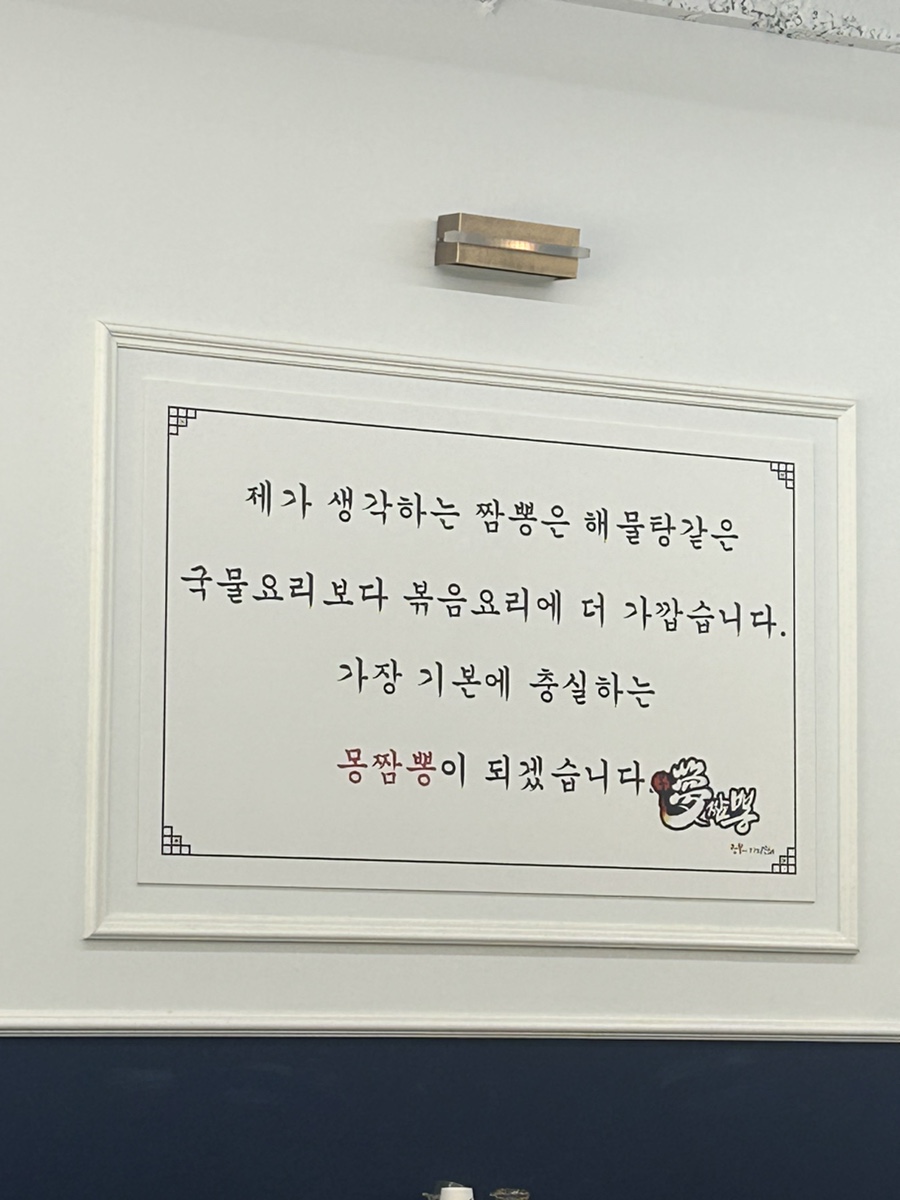 제가 생각하는 짬뽕은 해물탕같은
국물요리보다 볶음요리에 더 가깝습니다.
가장 기본에 충실하는
몽짬뽕이 되겠습니다.
夢짬뽕